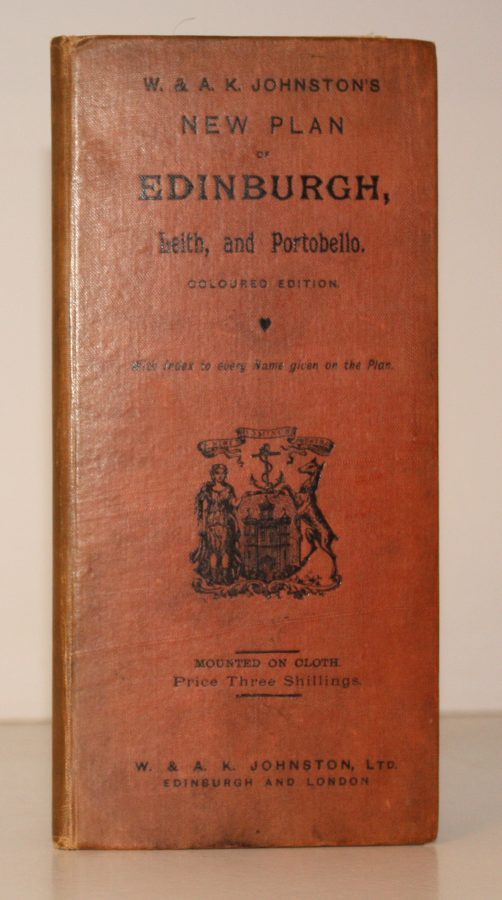 W. & A. K. JOHNSTON'S
NEW PLAN
OF
EDINBURGH,
Leith, and Portobello.
COLOURED EDITION.
With Index to every Name given on the Plan.
MOUNTED ON CLOTH.
Price Three Shillings.
W. & A. K. JOHNSTON, LTD.
EDINBURGH AND LONDON